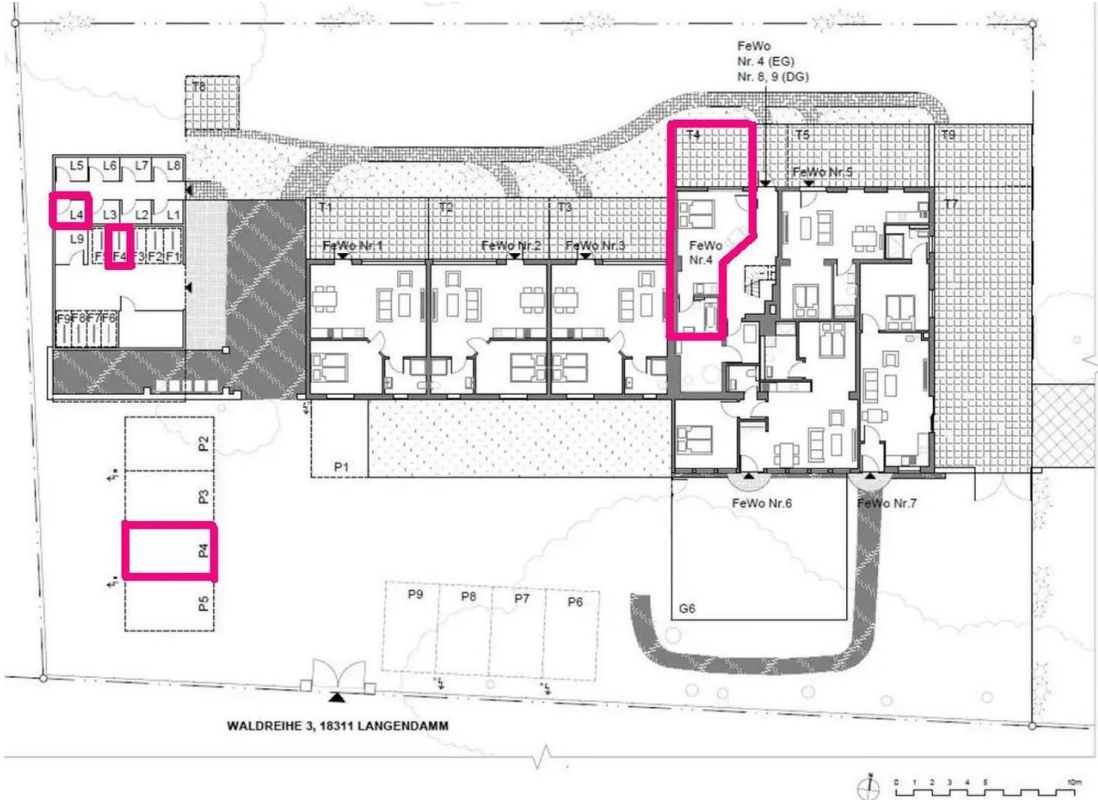 FeWo
Nr. 4 (EG)
Nr. 8, 9 (DG)
T8
T4
T5
T9
L5 L6 L7 L8
FeWo Nr.5
L4 L3 L2 L1
T1
T2
T3
T7
L9
FeWo Nr.1
FeWo Nr.2
FeWo Nr.3
FeWo
Nr.4
F5 F4 F3 F2 F1
F9 F8 F7 F6
P2
P1
P3
FeWo Nr.6
FeWo Nr.7
P4
P5
P9
P8
P7
P6
G6
WALDREIHE 3, 18311 LANGENDAMM
N
0 1 2 3 4 5 10m